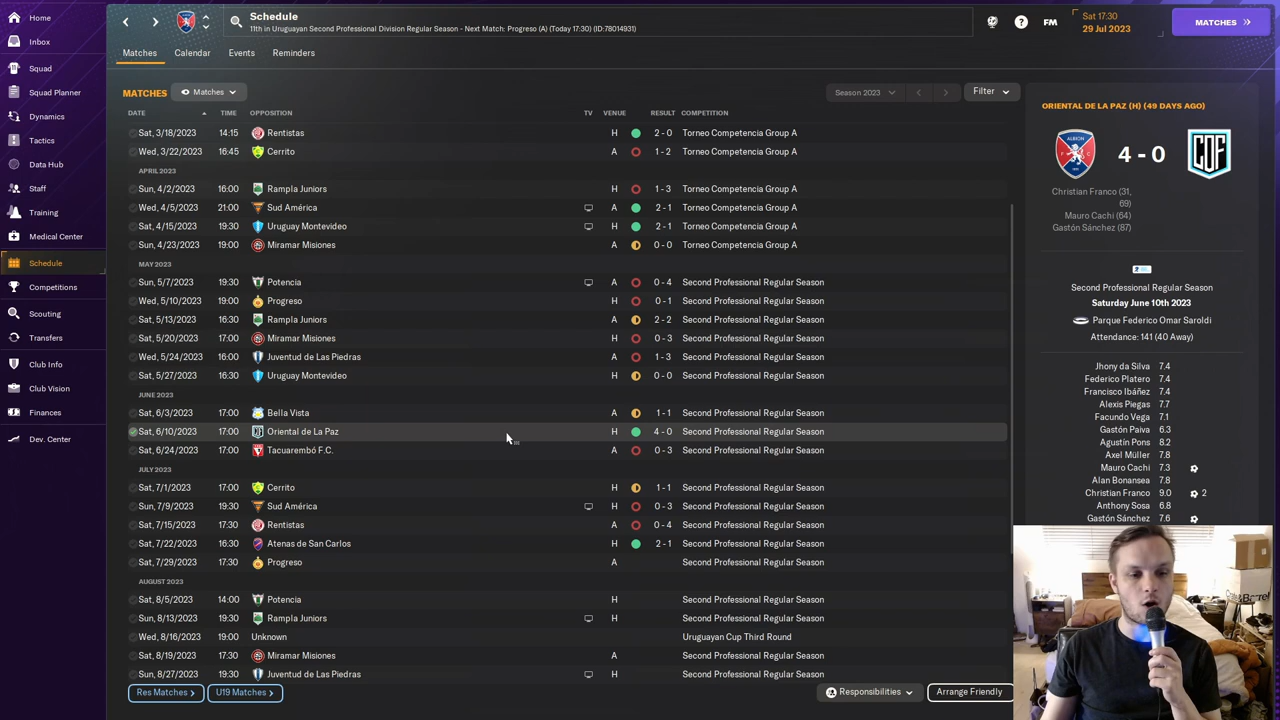 Home
Inbox
Squad
Squad Planner
Dynamics
Tactics
Data Hub
Staff
Training
Medical Center
Schedule
Competitions
Scouting
Transfers
Club Info
Club Vision
Finances
Dev. Center
Schedule
11th in Uruguayan Second Professional Division Regular Season - Next Match: Progreso (A) (Today 17:30) (ID:78014931)
FM
Sat 17:30
29 Jul 2023
MATCHES
Matches Calendar Events Reminders
MATCHES Matches Season 2023 Filter
DATE TIME OPPOSITION TV VENUE RESULT COMPETITION
Sat, 3/18/2023 14:15 Rentistas H 2 - 0 Torneo Competencia Group A
Wed, 3/22/2023 16:45 Cerrito A 1 - 2 Torneo Competencia Group A
APRIL 2023
Sun, 4/2/2023 16:00 Rampla Juniors H 1 - 3 Torneo Competencia Group A
Wed, 4/5/2023 21:00 Sud América A 2 - 1 Torneo Competencia Group A
Sat, 4/15/2023 19:30 Uruguay Montevideo H 2 - 1 Torneo Competencia Group A
Sun, 4/23/2023 19:00 Miramar Misiones A 0 - 0 Torneo Competencia Group A
MAY 2023
Sun, 5/7/2023 19:30 Potencia A 0 - 4 Second Professional Regular Season
Wed, 5/10/2023 19:00 Progreso H 0 - 1 Second Professional Regular Season
Sat, 5/13/2023 16:30 Rampla Juniors A 2 - 2 Second Professional Regular Season
Sat, 5/20/2023 17:00 Miramar Misiones H 0 - 3 Second Professional Regular Season
Wed, 5/24/2023 16:00 Juventud de Las Piedras A 1 - 3 Second Professional Regular Season
Sat, 5/27/2023 16:30 Uruguay Montevideo H 0 - 0 Second Professional Regular Season
JUNE 2023
Sat, 6/3/2023 17:00 Bella Vista A 1 - 1 Second Professional Regular Season
Sat, 6/10/2023 17:00 Oriental de La Paz H 4 - 0 Second Professional Regular Season
Sat, 6/24/2023 17:00 Tacuarembó F.C. A 0 - 3 Second Professional Regular Season
JULY 2023
Sat, 7/1/2023 17:00 Cerrito H 1 - 1 Second Professional Regular Season
Sun, 7/9/2023 19:30 Sud América H 0 - 3 Second Professional Regular Season
Sat, 7/15/2023 17:30 Rentistas A 0 - 4 Second Professional Regular Season
Sat, 7/22/2023 16:30 Atenas de San Carlos H 2 - 1 Second Professional Regular Season
Sat, 7/29/2023 17:30 Progreso A Second Professional Regular Season
AUGUST 2023
Sat, 8/5/2023 14:00 Potencia H Second Professional Regular Season
Sun, 8/13/2023 19:30 Rampla Juniors H Second Professional Regular Season
Wed, 8/16/2023 19:00 Unknown Uruguayan Cup Third Round
Sat, 8/19/2023 17:30 Miramar Misiones A Second Professional Regular Season
Sun, 8/27/2023 19:30 Juventud de Las Piedras H Second Professional Regular Season
Res Matches U19 Matches Responsibilities Arrange Friendly
ORIENTAL DE LA PAZ (H) (49 DAYS AGO)
ALBION
COF
4 - 0
Christian Franco (31,
69)
Mauro Cachi (64)
Gastón Sánchez (87)
Second Professional Regular Season
Saturday June 10th 2023
Parque Federico Omar Saroldi
Attendance: 141 (40 Away)
Jhony da Silva 7.4
Federico Platero 7.4
Francisco Ibáñez 7.4
Alexis Piegas 7.7
Facundo Vega 7.1
Gastón Paiva 6.3
Agustín Pons 8.2
Axel Müller 7.8
Mauro Cachi 7.3
Alan Bonansea 7.8
Christian Franco 9.0 2
Anthony Sosa 6.8
Gastón Sánchez 7.6